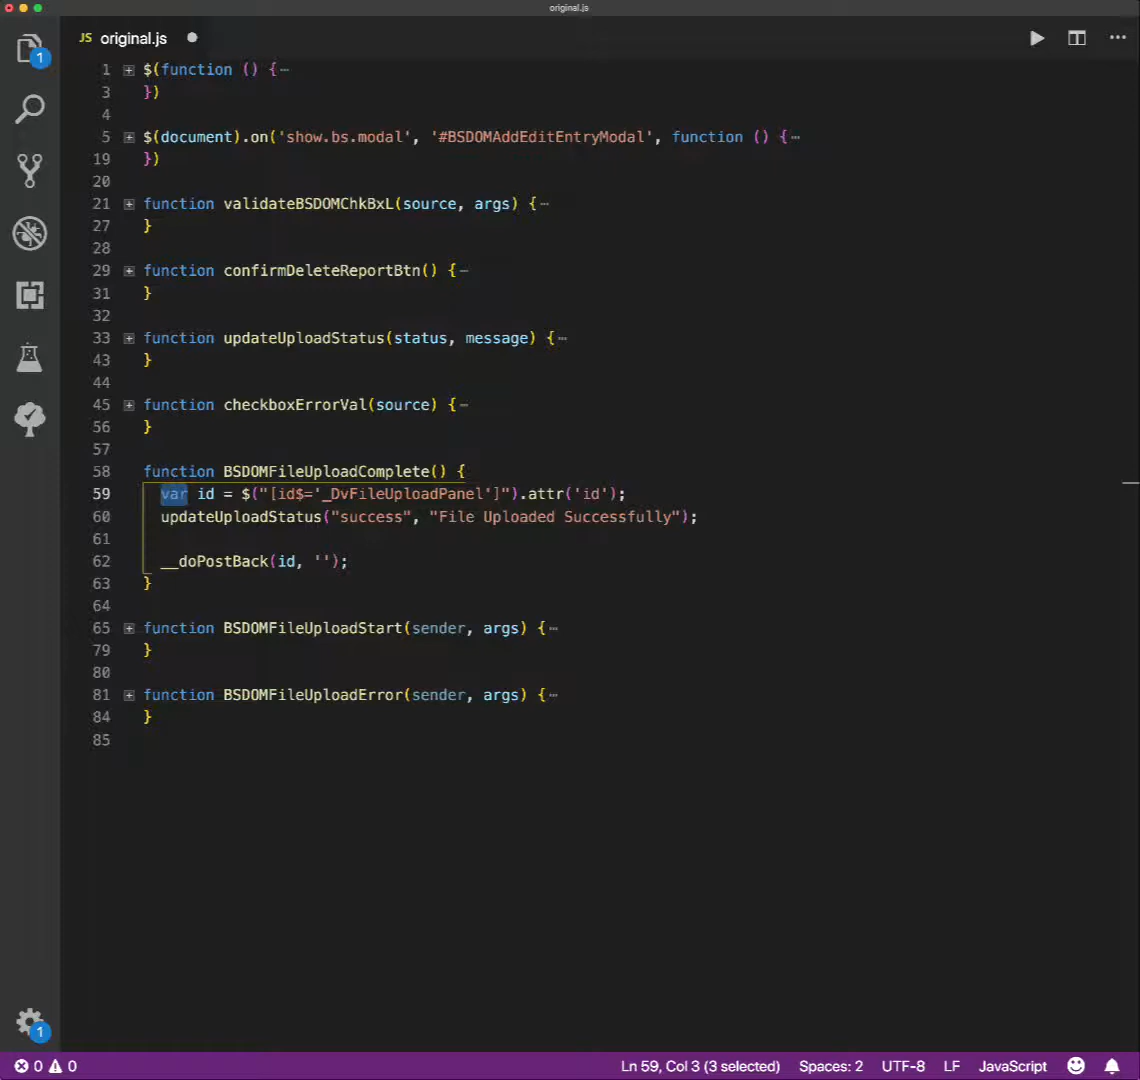 original.js
JS original.js
1 $(function () {
3 })
4
5 $(document).on('show.bs.modal', '#BSDOMAddEditEntryModal', function () {
19 })
20
21 function validateBSDOMChkBxL(source, args) {
27 }
28
29 function confirmDeleteReportBtn() {
31 }
32
33 function updateUploadStatus(status, message) {
43 }
44
45 function checkboxErrorVal(source) {
56 }
57
58 function BSDOMFileUploadComplete() {
59 var id = $("[id$='_DvFileUploadPanel']").attr('id');
60 updateUploadStatus("success", "File Uploaded Successfully");
61
62 __doPostBack(id, '');
63 }
64
65 function BSDOMFileUploadStart(sender, args) {
79 }
80
81 function BSDOMFileUploadError(sender, args) {
84 }
85
1
1
0 0 Ln 59, Col 3 (3 selected) Spaces: 2 UTF-8 LF JavaScript